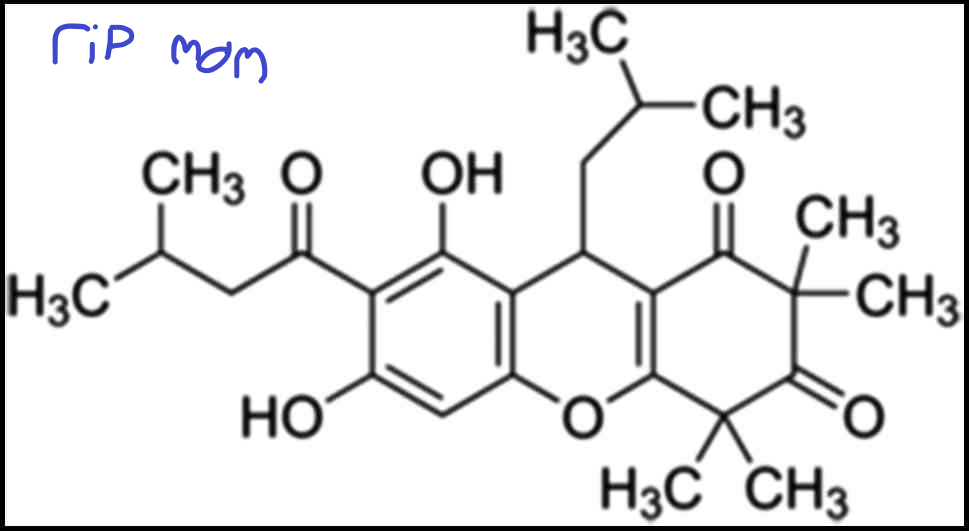 rip mom
H₃C
CH₃
CH₃ O OH O CH₃
H₃C CH₃
HO O O
H₃C CH₃